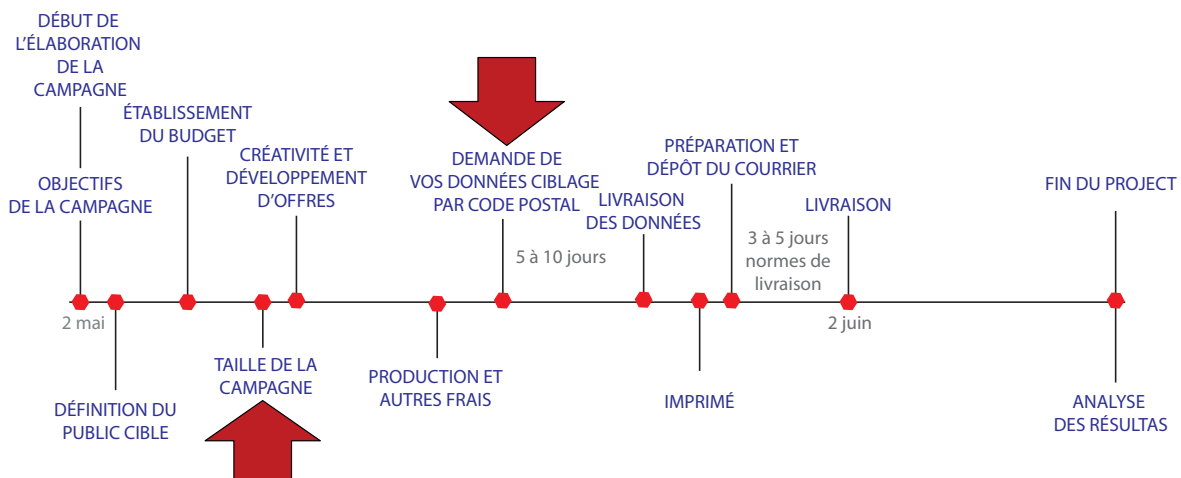 DÉBUT DE
L'ÉLABORATION
DE LA
CAMPAGNE
OBJECTIFS
DE LA CAMPAGNE
2 mai
DÉFINITION DU
PUBLIC CIBLE
ÉTABLISSEMENT
DU BUDGET
TAILLE DE LA
CAMPAGNE
CRÉATIVITÉ ET
DÉVELOPPEMENT
D'OFFRES
PRODUCTION ET
AUTRES FRAIS
DEMANDE DE
VOS DONNÉES CIBLAGE
PAR CODE POSTAL
5 à 10 jours
LIVRAISON
DES DONNÉES
IMPRIMÉ
PRÉPARATION ET
DÉPÔT DU COURRIER
3 à 5 jours
normes de
livraison
LIVRAISON
2 juin
FIN DU PROJECT
ANALYSE
DES RÉSULTAS